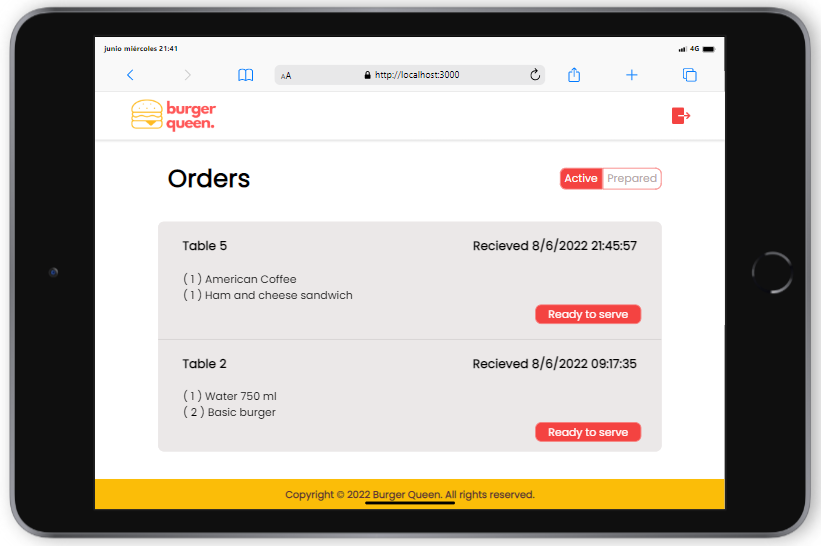 junio miércoles 21:41
4G
AA
http://localhost:3000
burger
queen.
Orders
Active Prepared
Table 5 Recieved 8/6/2022 21:45:57
( 1 ) American Coffee
( 1 ) Ham and cheese sandwich
Ready to serve
Table 2 Recieved 8/6/2022 09:17:35
( 1 ) Water 750 ml
( 2 ) Basic burger
Ready to serve
Copyright © 2022 Burger Queen. All rights reserved.